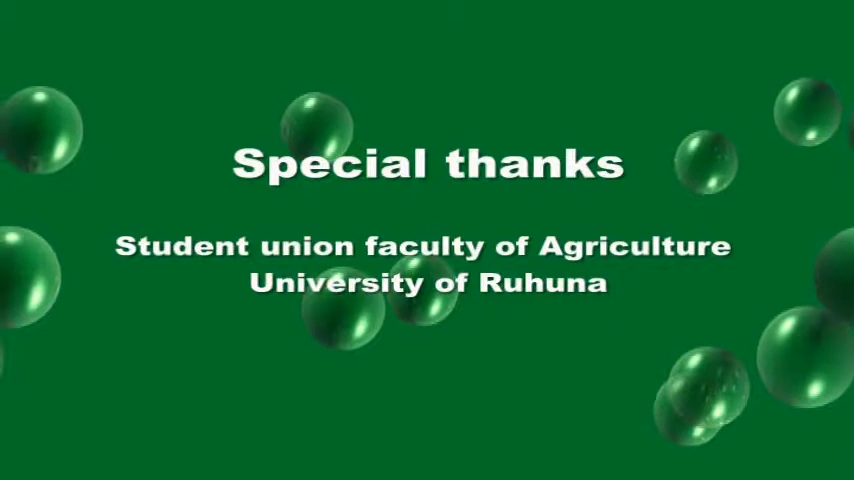 Special thanks
Student union faculty of Agriculture
University of Ruhuna